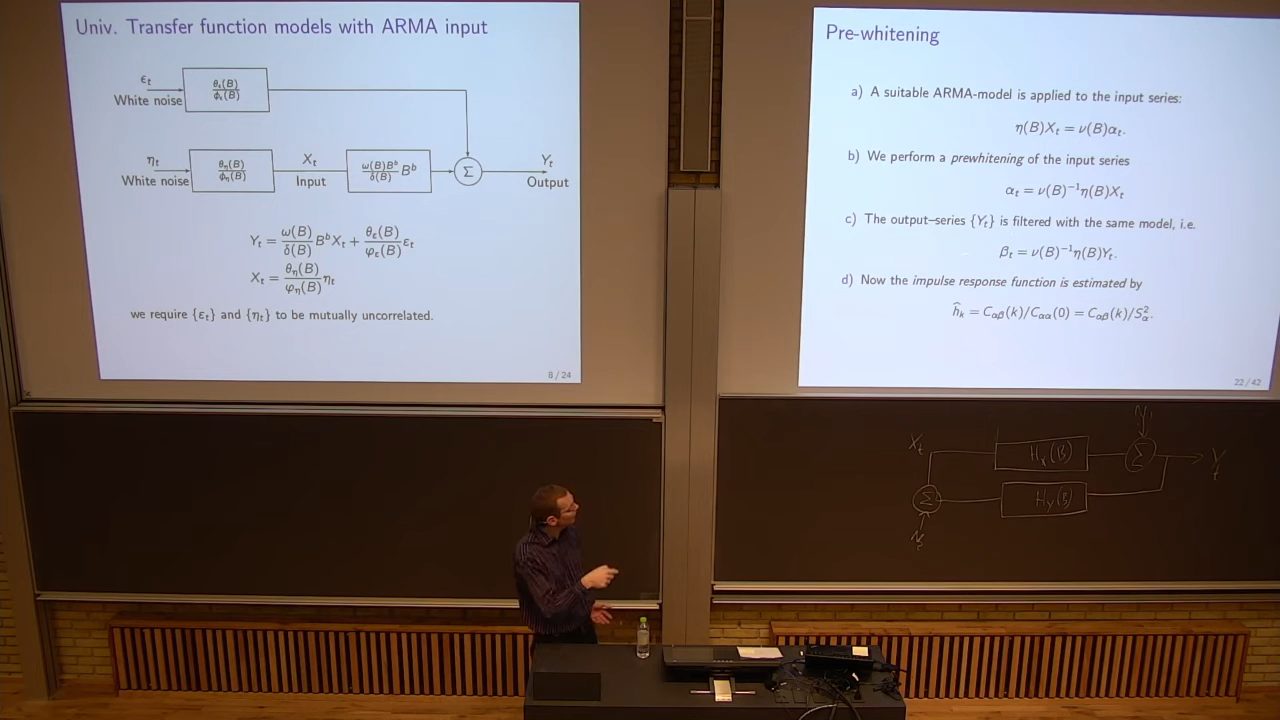 Univ. Transfer function models with ARMA input
ϵₜ
White noise
θε(B)
ϕε(B)
ηₜ
White noise
θη(B)
ϕη(B)
Xₜ
Input
ω(B)Bᵇ
δ(B)
Bᵇ
Σ
Yₜ
Output
Yₜ = ω(B)/δ(B) BᵇXₜ + θε(B)/φε(B) εₜ
Xₜ = θη(B)/φη(B) ηₜ
we require {εₜ} and {ηₜ} to be mutually uncorrelated.
8 / 24
Pre-whitening
a) A suitable ARMA-model is applied to the input series:
η(B)Xₜ = ν(B)αₜ.
b) We perform a prewhitening of the input series
αₜ = ν(B)⁻¹η(B)Xₜ
c) The output–series {Yₜ} is filtered with the same model, i.e.
βₜ = ν(B)⁻¹η(B)Yₜ.
d) Now the impulse response function is estimated by
ĥₖ = Cαβ(k)/Cαα(0) = Cαβ(k)/S²α.
22 / 42
Xₜ
Hₓ(B)
Σ
Yₜ
Σ
Hᵧ(B)